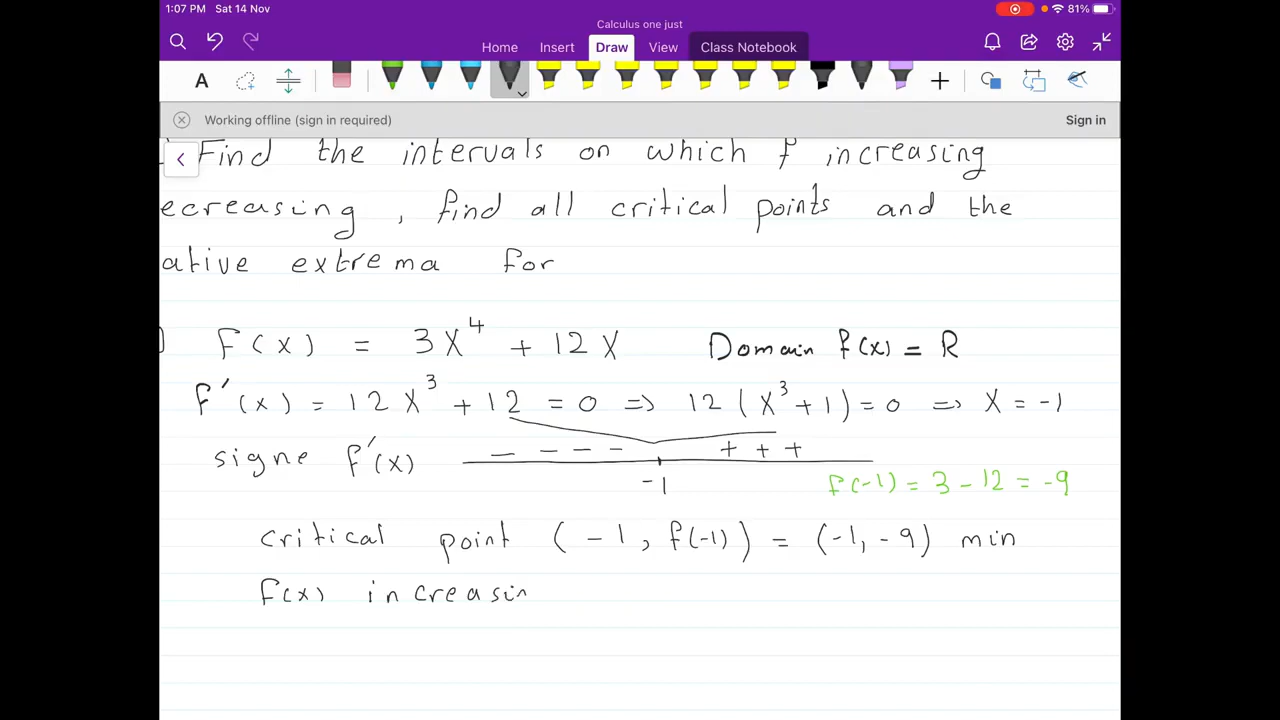 1:07 PM Sat 14 Nov 81%
Calculus one just
Home Insert Draw View Class Notebook
A
Working offline (sign in required) Sign in
Find the intervals on which f increasing
ecreasing , find all critical points and the
ative extrema for
) f(x) = 3x⁴ + 12x Domain f(x) = R
f'(x) = 12x³ + 12 = 0 => 12(x³+1) = 0 => x = -1
signe f'(x) - - - - + + +
-1 f(-1) = 3 - 12 = -9
critical point (-1, f(-1)) = (-1, -9) min
f(x) increasin